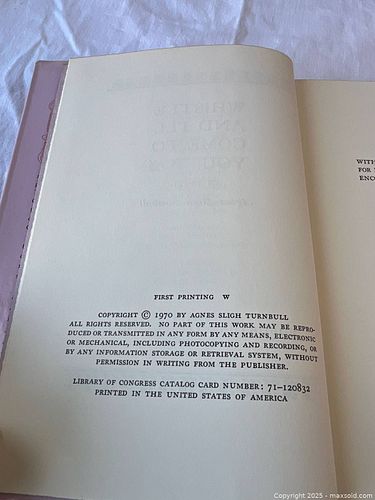 FIRST PRINTING W
COPYRIGHT © 1970 BY AGNES SLIGH TURNBULL
ALL RIGHTS RESERVED. NO PART OF THIS WORK MAY BE REPRO-
DUCED OR TRANSMITTED IN ANY FORM BY ANY MEANS, ELECTRONIC
OR MECHANICAL, INCLUDING PHOTOCOPYING AND RECORDING, OR
BY ANY INFORMATION STORAGE OR RETRIEVAL SYSTEM, WITHOUT
PERMISSION IN WRITING FROM THE PUBLISHER.
LIBRARY OF CONGRESS CATALOG CARD NUMBER: 71-120832
PRINTED IN THE UNITED STATES OF AMERICA
WITH
FOR
ENCO
Copyright 2025 - maxsold.com